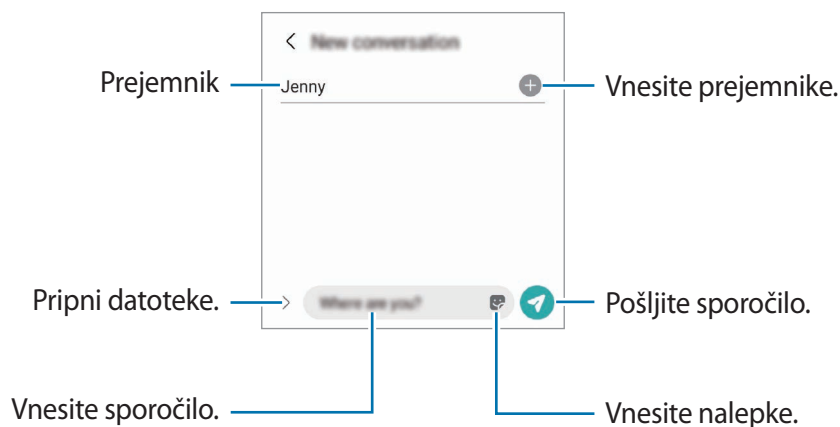 New conversation
Prejemnik
Jenny
Vnesite prejemnike.
Pripni datoteke.
Where are you?
Pošljite sporočilo.
Vnesite sporočilo.
Vnesite nalepke.